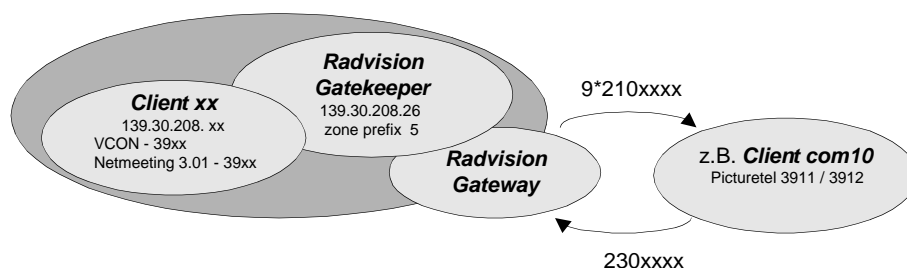 Radvision
Gatekeeper
139.30.208.26
zone prefix 5
Client xx
139.30.208. xx
VCON - 39xx
Netmeeting 3.01 - 39xx
Radvision
Gateway
9*210xxxx
z.B. Client com10
Picturetel 3911 / 3912
230xxxx